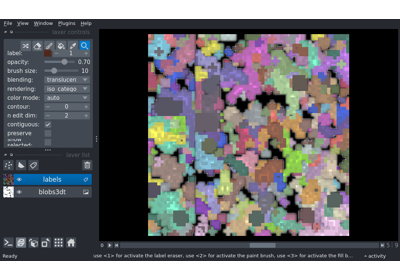 File View Window Plugins Help
layer controls
label: 1
opacity: 0.70
brush size: 10
blending: translucen
rendering: iso_catego
color mode: auto
contour: 0
n edit dim: 2
contiguous:
preserve
selected:
layer list
labels
blobs3dt
Ready
use <1> for activate the label eraser, use <2> for activate the paint brush, use <3> for activate the fill b...
activity